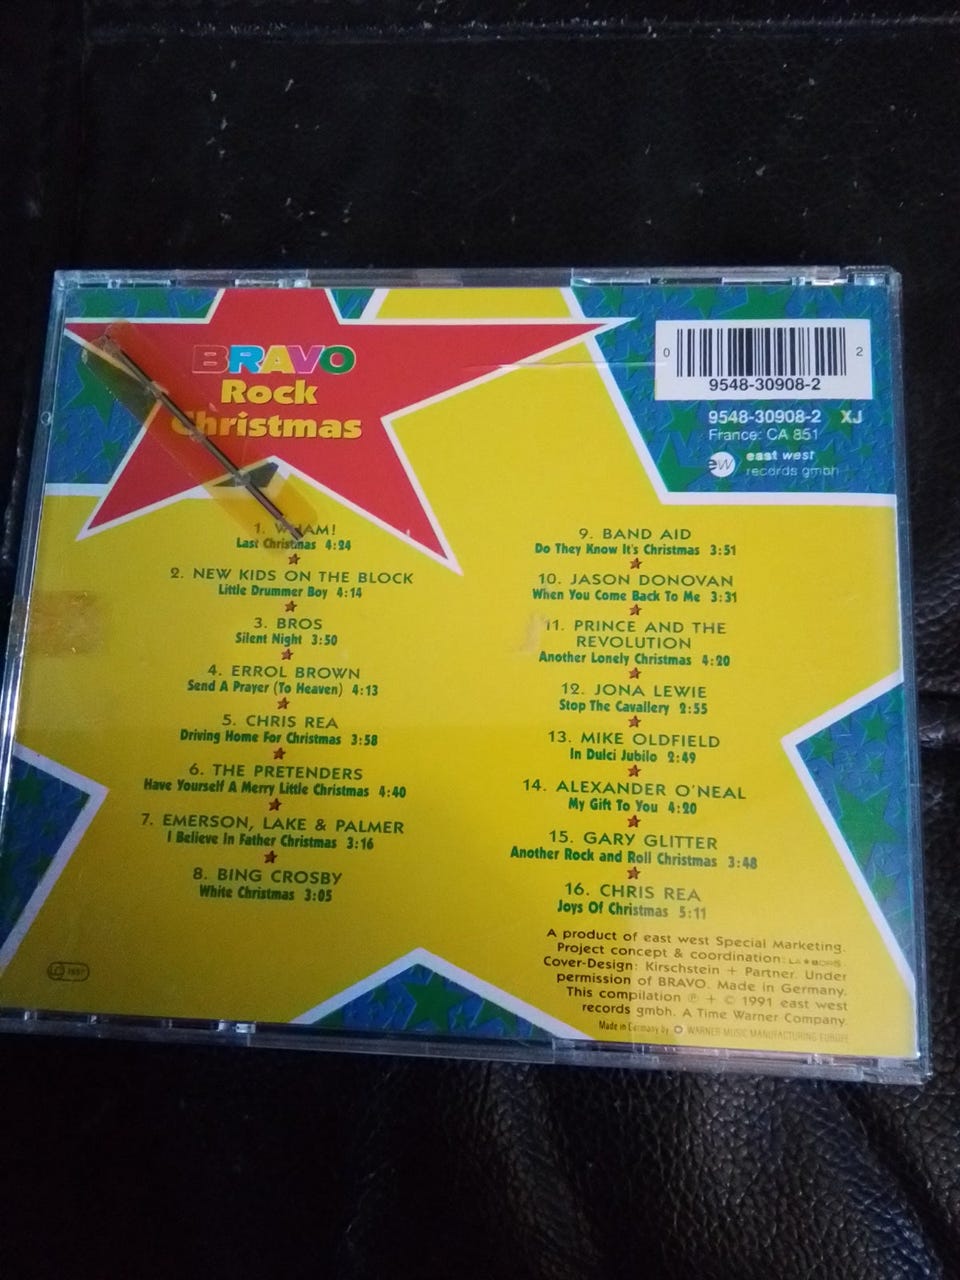 BRAVO
Rock
Christmas
0
2
9548-30908-2
9548-30908-2 XJ
France: CA 851
ew
east west
records gmbh
1. WHAM!
Last Christmas 4:24
2. NEW KIDS ON THE BLOCK
Little Drummer Boy 4:14
3. BROS
Silent Night 3:50
4. ERROL BROWN
Send A Prayer (To Heaven) 4:13
5. CHRIS REA
Driving Home For Christmas 3:58
6. THE PRETENDERS
Have Yourself A Merry Little Christmas 4:40
7. EMERSON, LAKE & PALMER
I Believe In Father Christmas 3:16
8. BING CROSBY
White Christmas 3:05
9. BAND AID
Do They Know It's Christmas 3:51
10. JASON DONOVAN
When You Come Back To Me 3:31
11. PRINCE AND THE
REVOLUTION
Another Lonely Christmas 4:20
12. JONA LEWIE
Stop The Cavallery 2:55
13. MIKE OLDFIELD
In Dulci Jubilo 2:49
14. ALEXANDER O'NEAL
My Gift To You 4:20
15. GARY GLITTER
Another Rock and Roll Christmas 3:48
16. CHRIS REA
Joys Of Christmas 5:11
A product of east west Special Marketing.
Project concept & coordination:
Cover-Design: Kirschstein + Partner. Under
permission of BRAVO. Made in Germany.
This compilation ℗ + © 1991 east west
records gmbh. A Time Warner Company.
Made in Germany by WARNER MUSIC MANUFACTURING EUROPE
LC